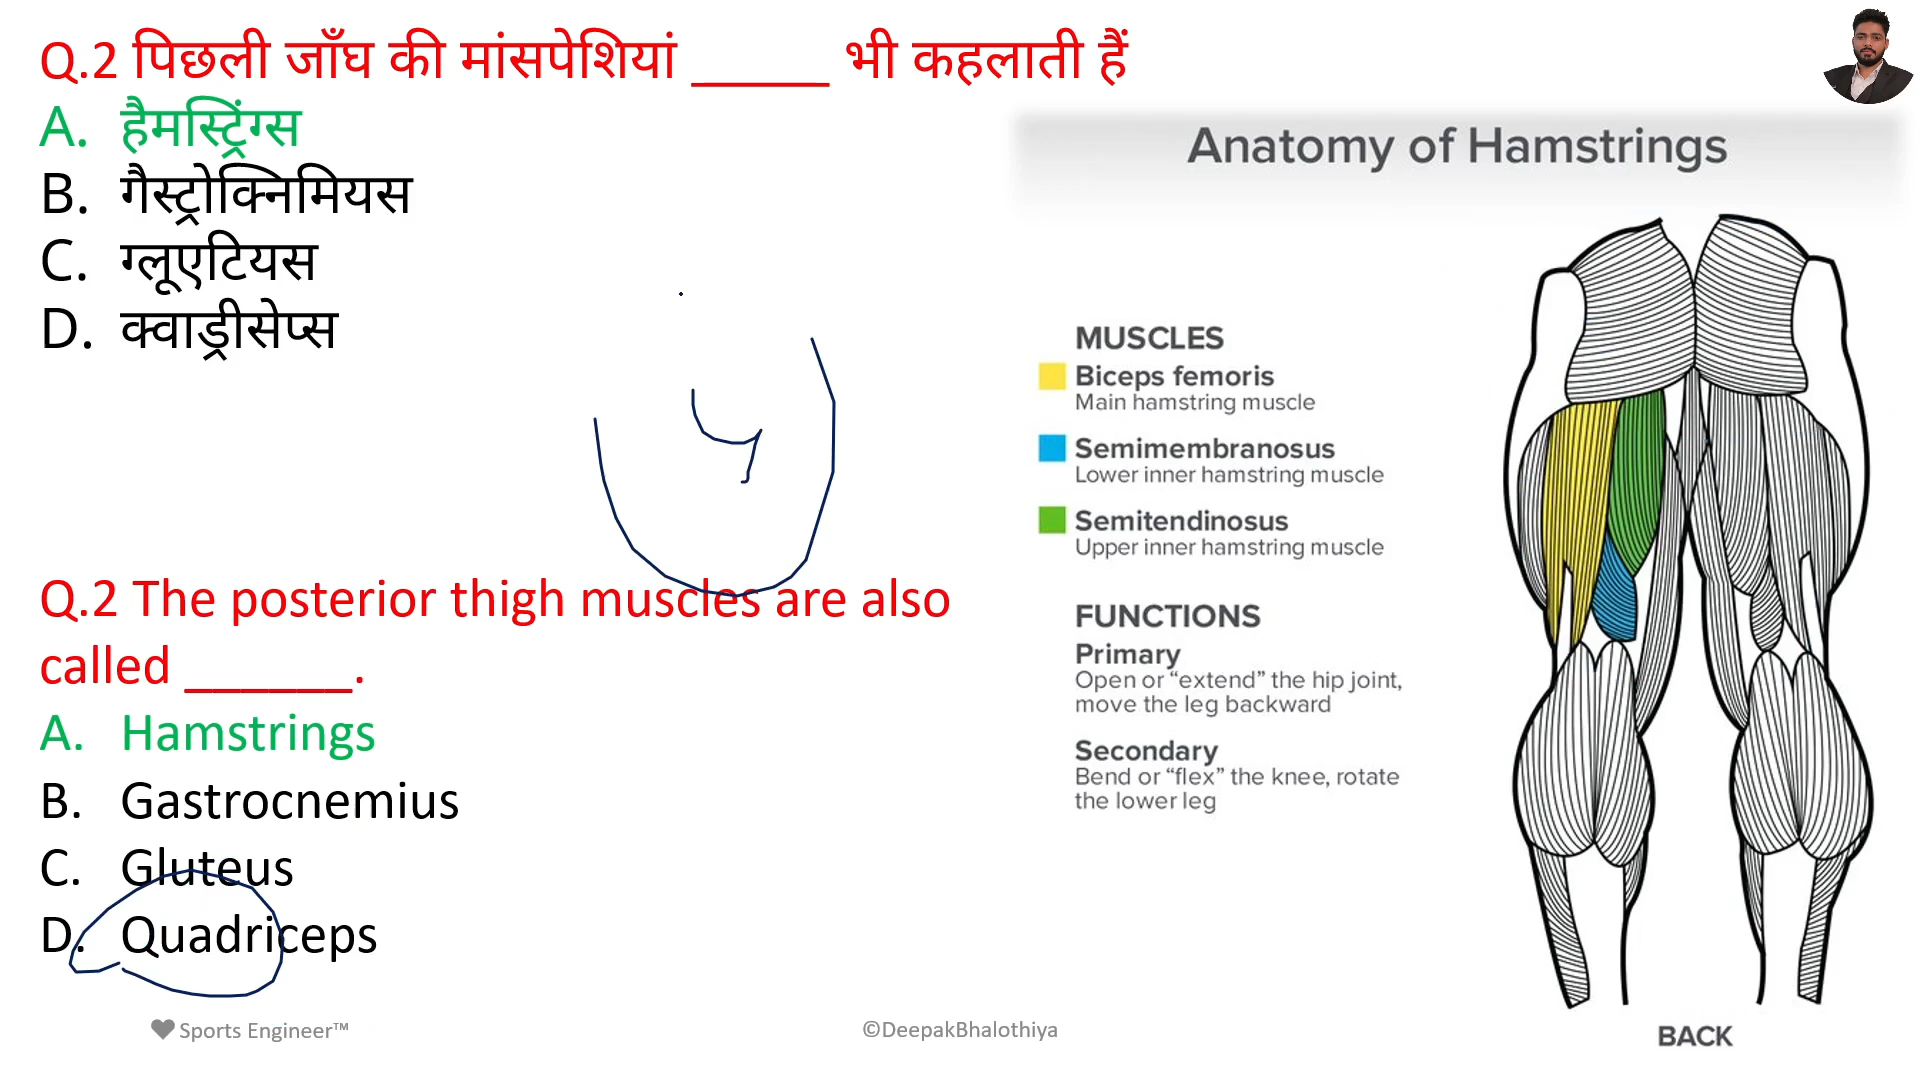 Q.2 पिछली जाँघ की मांसपेशियां _____ भी कहलाती हैं
A. हैमस्ट्रिंग्स
B. गैस्ट्रोक्निमियस
C. ग्लूएटियस
D. क्वाड्रीसेप्स
Q.2 The posterior thigh muscles are also
called ______.
A. Hamstrings
B. Gastrocnemius
C. Gluteus
D. Quadriceps
Anatomy of Hamstrings
MUSCLES
Biceps femoris
Main hamstring muscle
Semimembranosus
Lower inner hamstring muscle
Semitendinosus
Upper inner hamstring muscle
FUNCTIONS
Primary
Open or “extend” the hip joint,
move the leg backward
Secondary
Bend or “flex” the knee, rotate
the lower leg
BACK
Sports Engineer™
©DeepakBhalothiya